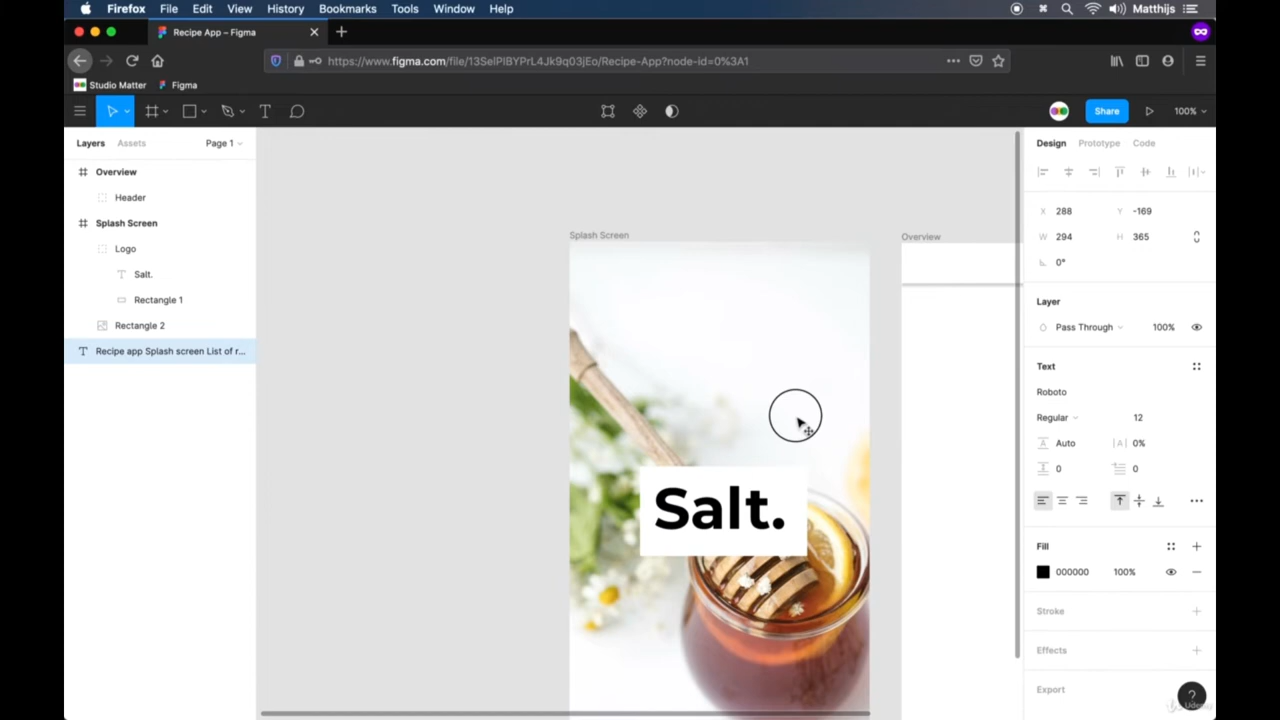 Firefox File Edit View History Bookmarks Tools Window Help Matthijs
Recipe App – Figma
https://www.figma.com/file/13SelPlBYPrL4Jk9q03jEo/Recipe-App?node-id=0%3A1
Studio Matter Figma
Share 100%
Layers Assets Page 1
Overview
Header
Splash Screen
Logo
Salt.
Rectangle 1
Rectangle 2
Recipe app Splash screen List of r...
Splash Screen
Overview
Salt.
Design Prototype Code
X 288 Y -169
W 294 H 365
0°
Layer
Pass Through 100%
Text
Roboto
Regular 12
Auto |A| 0%
0 0
Fill
000000 100%
Stroke
Effects
Export
?
Udemy